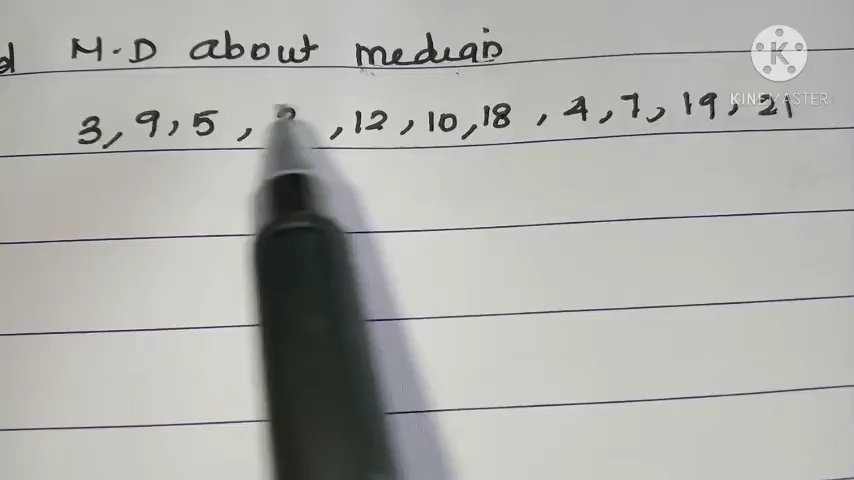 d M.D about median
3, 9, 5, , 12, 10, 18, 4, 7, 19, 21
KINEMASTER